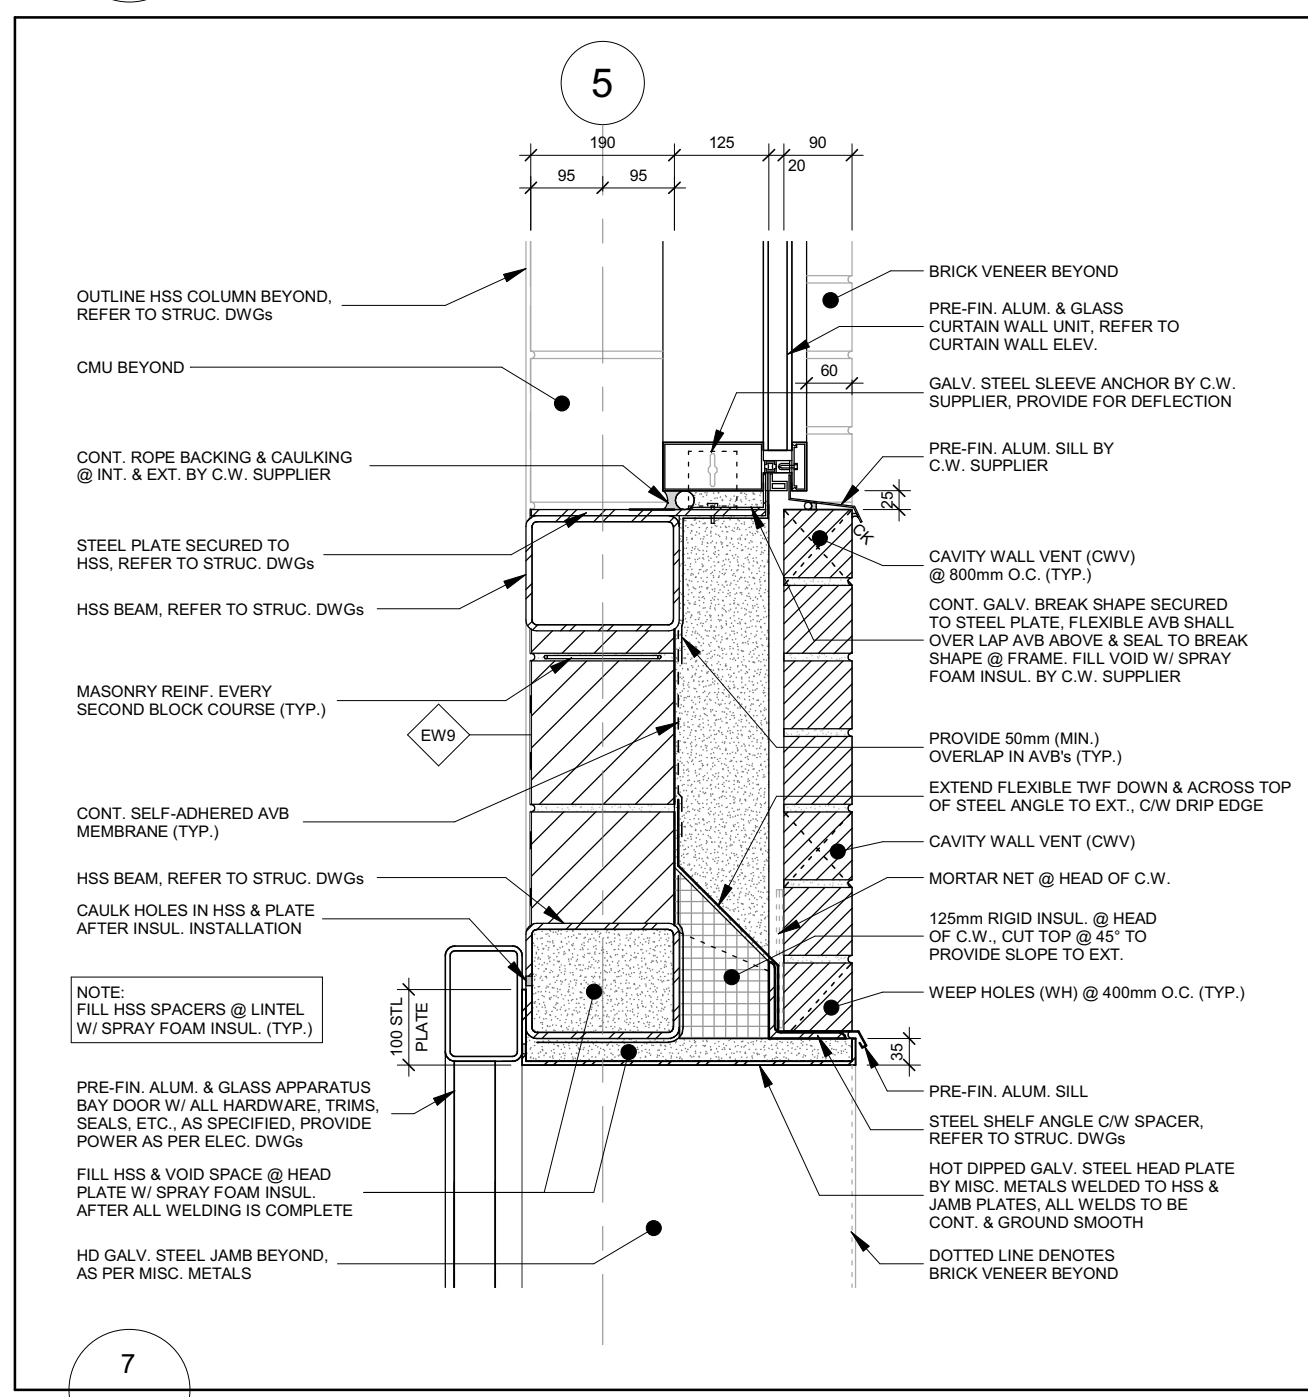 5
190
125
90
20
95
95
60
25
OUTLINE HSS COLUMN BEYOND,
REFER TO STRUC. DWGs
CMU BEYOND
CONT. ROPE BACKING & CAULKING
@ INT. & EXT. BY C.W. SUPPLIER
STEEL PLATE SECURED TO
HSS, REFER TO STRUC. DWGs
HSS BEAM, REFER TO STRUC. DWGs
MASONRY REINF. EVERY
SECOND BLOCK COURSE (TYP.)
EW9
CONT. SELF-ADHERED AVB
MEMBRANE (TYP.)
HSS BEAM, REFER TO STRUC. DWGs
CAULK HOLES IN HSS & PLATE
AFTER INSUL. INSTALLATION
NOTE:
FILL HSS SPACERS @ LINTEL
W/ SPRAY FOAM INSUL. (TYP.)
100 STL
PLATE
PRE-FIN. ALUM. & GLASS APPARATUS
BAY DOOR W/ ALL HARDWARE, TRIMS,
SEALS, ETC., AS SPECIFIED, PROVIDE
POWER AS PER ELEC. DWGs
FILL HSS & VOID SPACE @ HEAD
PLATE W/ SPRAY FOAM INSUL.
AFTER ALL WELDING IS COMPLETE
HD GALV. STEEL JAMB BEYOND,
AS PER MISC. METALS
BRICK VENEER BEYOND
PRE-FIN. ALUM. & GLASS
CURTAIN WALL UNIT, REFER TO
CURTAIN WALL ELEV.
GALV. STEEL SLEEVE ANCHOR BY C.W.
SUPPLIER, PROVIDE FOR DEFLECTION
PRE-FIN. ALUM. SILL BY
C.W. SUPPLIER
CK
CAVITY WALL VENT (CWV)
@ 800mm O.C. (TYP.)
CONT. GALV. BREAK SHAPE SECURED
TO STEEL PLATE, FLEXIBLE AVB SHALL
OVER LAP AVB ABOVE & SEAL TO BREAK
SHAPE @ FRAME. FILL VOID W/ SPRAY
FOAM INSUL. BY C.W. SUPPLIER
PROVIDE 50mm (MIN.)
OVERLAP IN AVB's (TYP.)
EXTEND FLEXIBLE TWF DOWN & ACROSS TOP
OF STEEL ANGLE TO EXT., C/W DRIP EDGE
CAVITY WALL VENT (CWV)
MORTAR NET @ HEAD OF C.W.
125mm RIGID INSUL. @ HEAD
OF C.W., CUT TOP @ 45° TO
PROVIDE SLOPE TO EXT.
WEEP HOLES (WH) @ 400mm O.C. (TYP.)
35
PRE-FIN. ALUM. SILL
STEEL SHELF ANGLE C/W SPACER,
REFER TO STRUC. DWGs
HOT DIPPED GALV. STEEL HEAD PLATE
BY MISC. METALS WELDED TO HSS &
JAMB PLATES, ALL WELDS TO BE
CONT. & GROUND SMOOTH
DOTTED LINE DENOTES
BRICK VENEER BEYOND
7